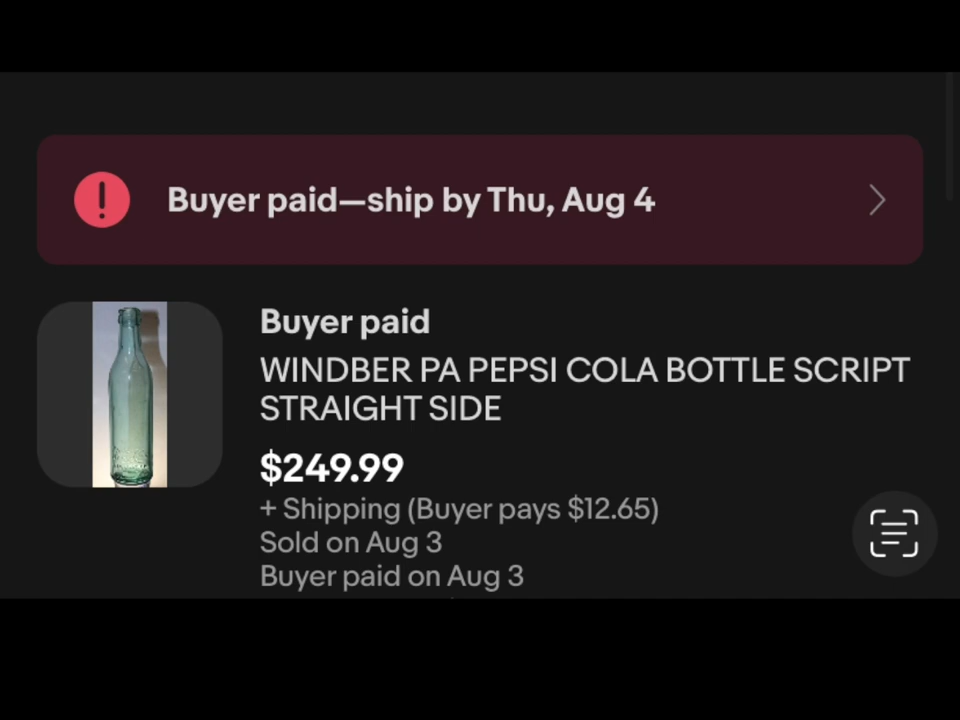 Buyer paid—ship by Thu, Aug 4
Buyer paid
WINDBER PA PEPSI COLA BOTTLE SCRIPT
STRAIGHT SIDE
$249.99
+ Shipping (Buyer pays $12.65)
Sold on Aug 3
Buyer paid on Aug 3